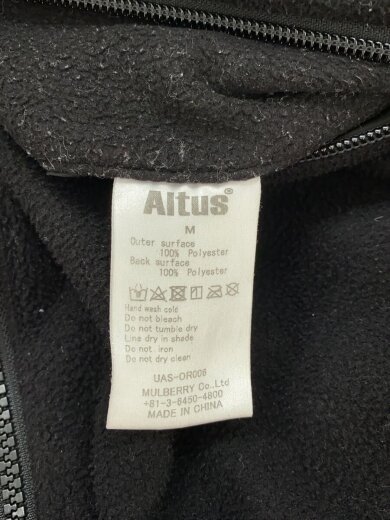 Altus®
M
Outer surface
100% Polyester
Back surface
100% Polyester
Hand wash cold
Do not bleach
Do not tumble dry
Line dry in shade
Do not iron
Do not dry clean
UAS-OR006
MULBERRY Co.,Ltd
+81-3-6450-4800
MADE IN CHINA